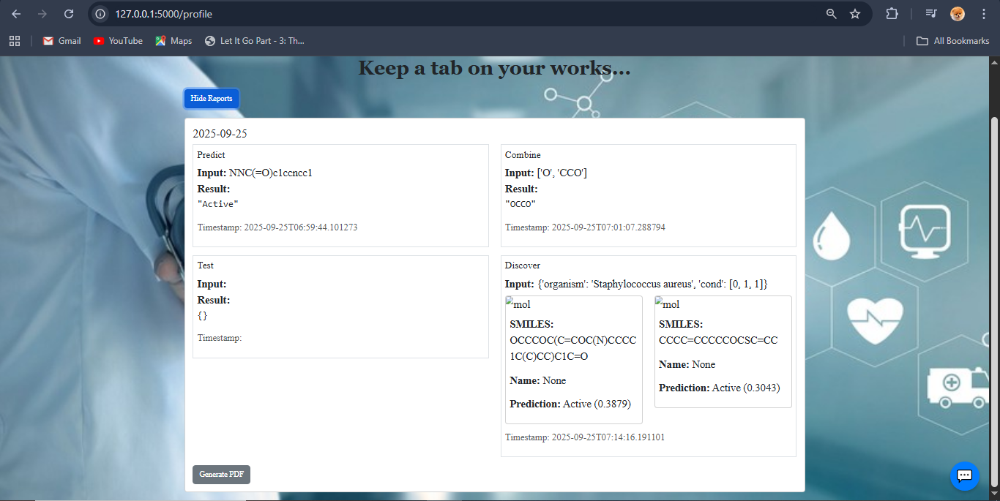 127.0.0.1:5000/profile
Gmail
YouTube
Maps
Let It Go Part - 3: Th...
All Bookmarks
Keep a tab on your works...
Hide Reports
2025-09-25
Predict
Input: NNC(=O)c1ccncc1
Result:
"Active"
Timestamp: 2025-09-25T06:59:44.101273
Combine
Input: ['O', 'CCO']
Result:
"OCCO"
Timestamp: 2025-09-25T07:01:07.288794
Test
Input:
Result:
{}
Timestamp:
Discover
Input: {'organism': 'Staphylococcus aureus', 'cond': [0, 1, 1]}
mol
SMILES:
OCCCOC(C=COC(N)CCCC
1C(C)CC)C1C=O
Name: None
Prediction: Active (0.3879)
mol
SMILES:
CCCC=CCCCCOCSC=CC
Name: None
Prediction: Active (0.3043)
Timestamp: 2025-09-25T07:14:16.191101
Generate PDF